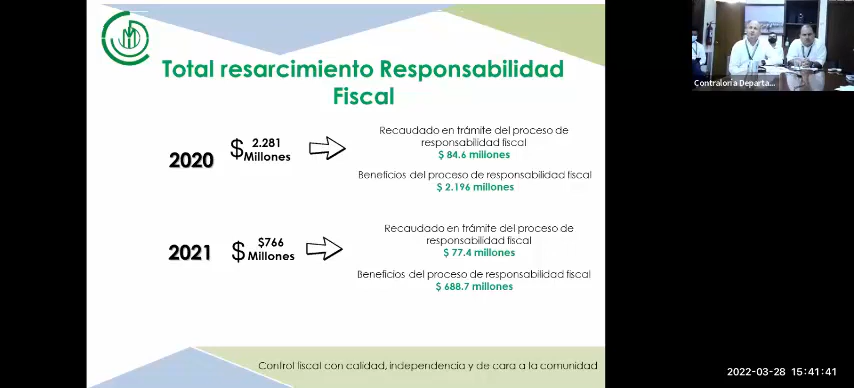 Total resarcimiento Responsabilidad
Fiscal
2020
$ 2.281
Millones
Recaudado en trámite del proceso de
responsabilidad fiscal
$ 84.6 millones
Beneficios del proceso de responsabilidad fiscal
$ 2.196 millones
2021
$ $766
Millones
Recaudado en trámite del proceso de
responsabilidad fiscal
$ 77.4 millones
Beneficios del proceso de responsabilidad fiscal
$ 688.7 millones
Control fiscal con calidad, independencia y de cara a la comunidad
Contraloría Departa...
2022-03-28 15:41:41